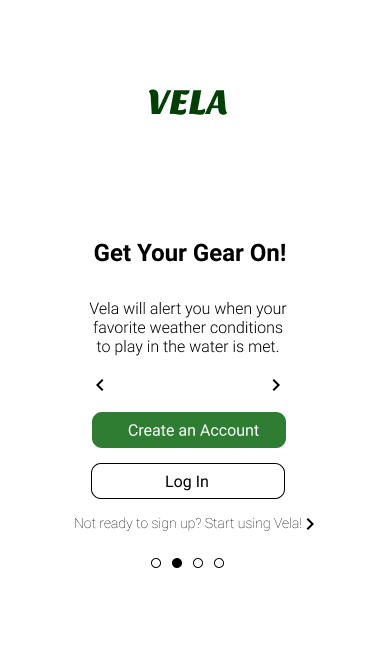 VELA
Get Your Gear On!
Vela will alert you when your
favorite weather conditions
to play in the water is met.
Create an Account
Log In
Not ready to sign up? Start using Vela!